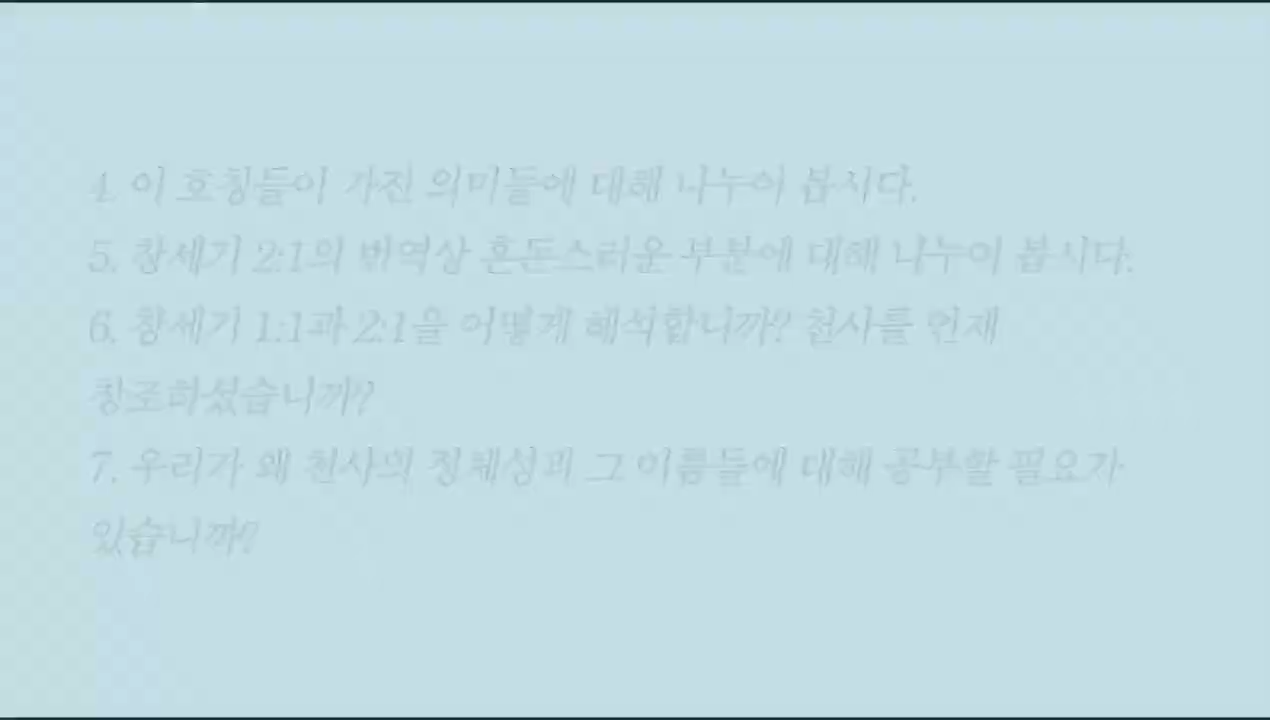 4. 이 호칭들이 가진 의미들에 대해 나누어 봅시다.
5. 창세기 2:1의 번역상 혼돈스러운 부분에 대해 나누어 봅시다.
6. 창세기 1:1과 2:1을 어떻게 해석합니까? 천사를 언제
창조하셨습니까?
7. 우리가 왜 천사의 정체성과 그 이름들에 대해 공부할 필요가
있습니까?